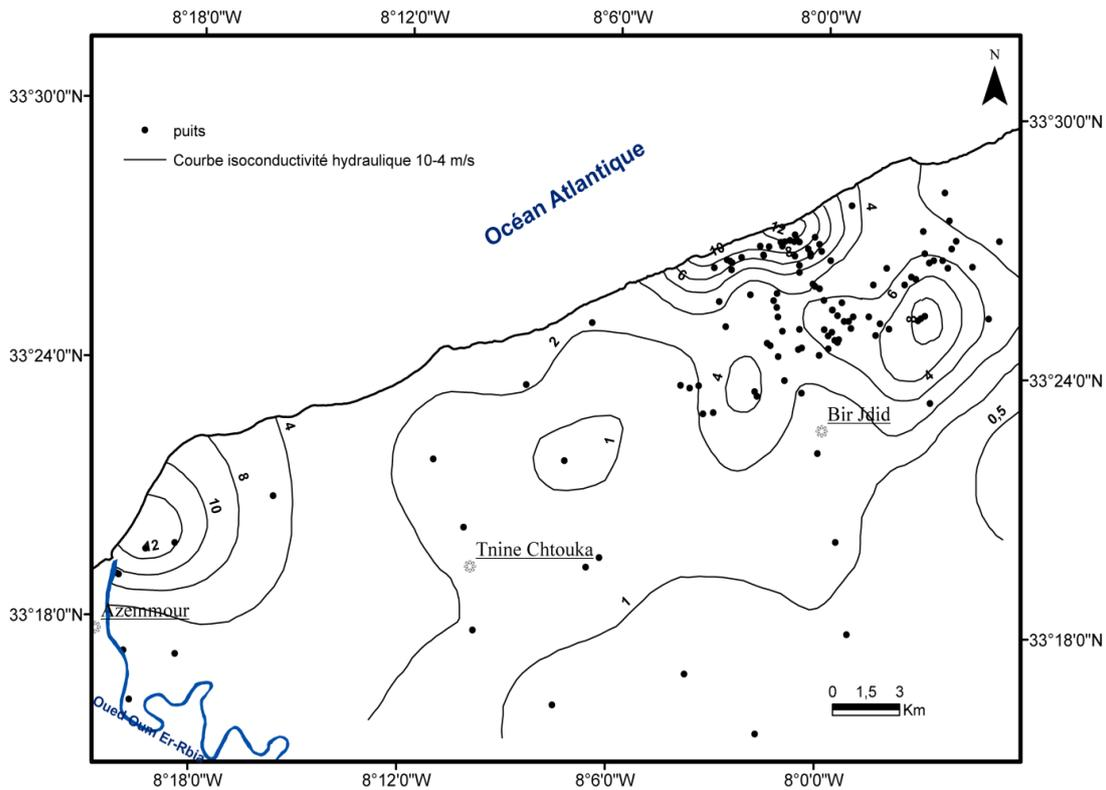 8°18'0"W 8°12'0"W 8°6'0"W 8°0'0"W
N
33°30'0"N
33°30'0"N
puits
Courbe isoconductivité hydraulique 10-4 m/s
Océan Atlantique
4
12
10
8
6
6
8
2
33°24'0"N
33°24'0"N
4
4
0,5
Bir Jdid
4
1
8
10
12
Tnine Chtouka
1
33°18'0"N
Azemmour
33°18'0"N
0 1,5 3
Km
Oued Oum Er-Rbia
8°18'0"W 8°12'0"W 8°6'0"W 8°0'0"W